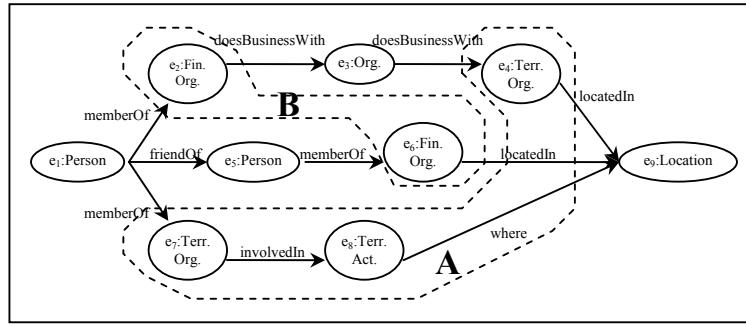 doesBusinessWith doesBusinessWith
e2:Fin.
Org.
e3:Org.
e4:Terr.
Org.
memberOf
B
locatedIn
e1:Person
friendOf
e5:Person
memberOf
e6:Fin.
Org.
locatedIn
e9:Location
memberOf
e7:Terr.
Org.
involvedIn
e8:Terr.
Act.
A
where